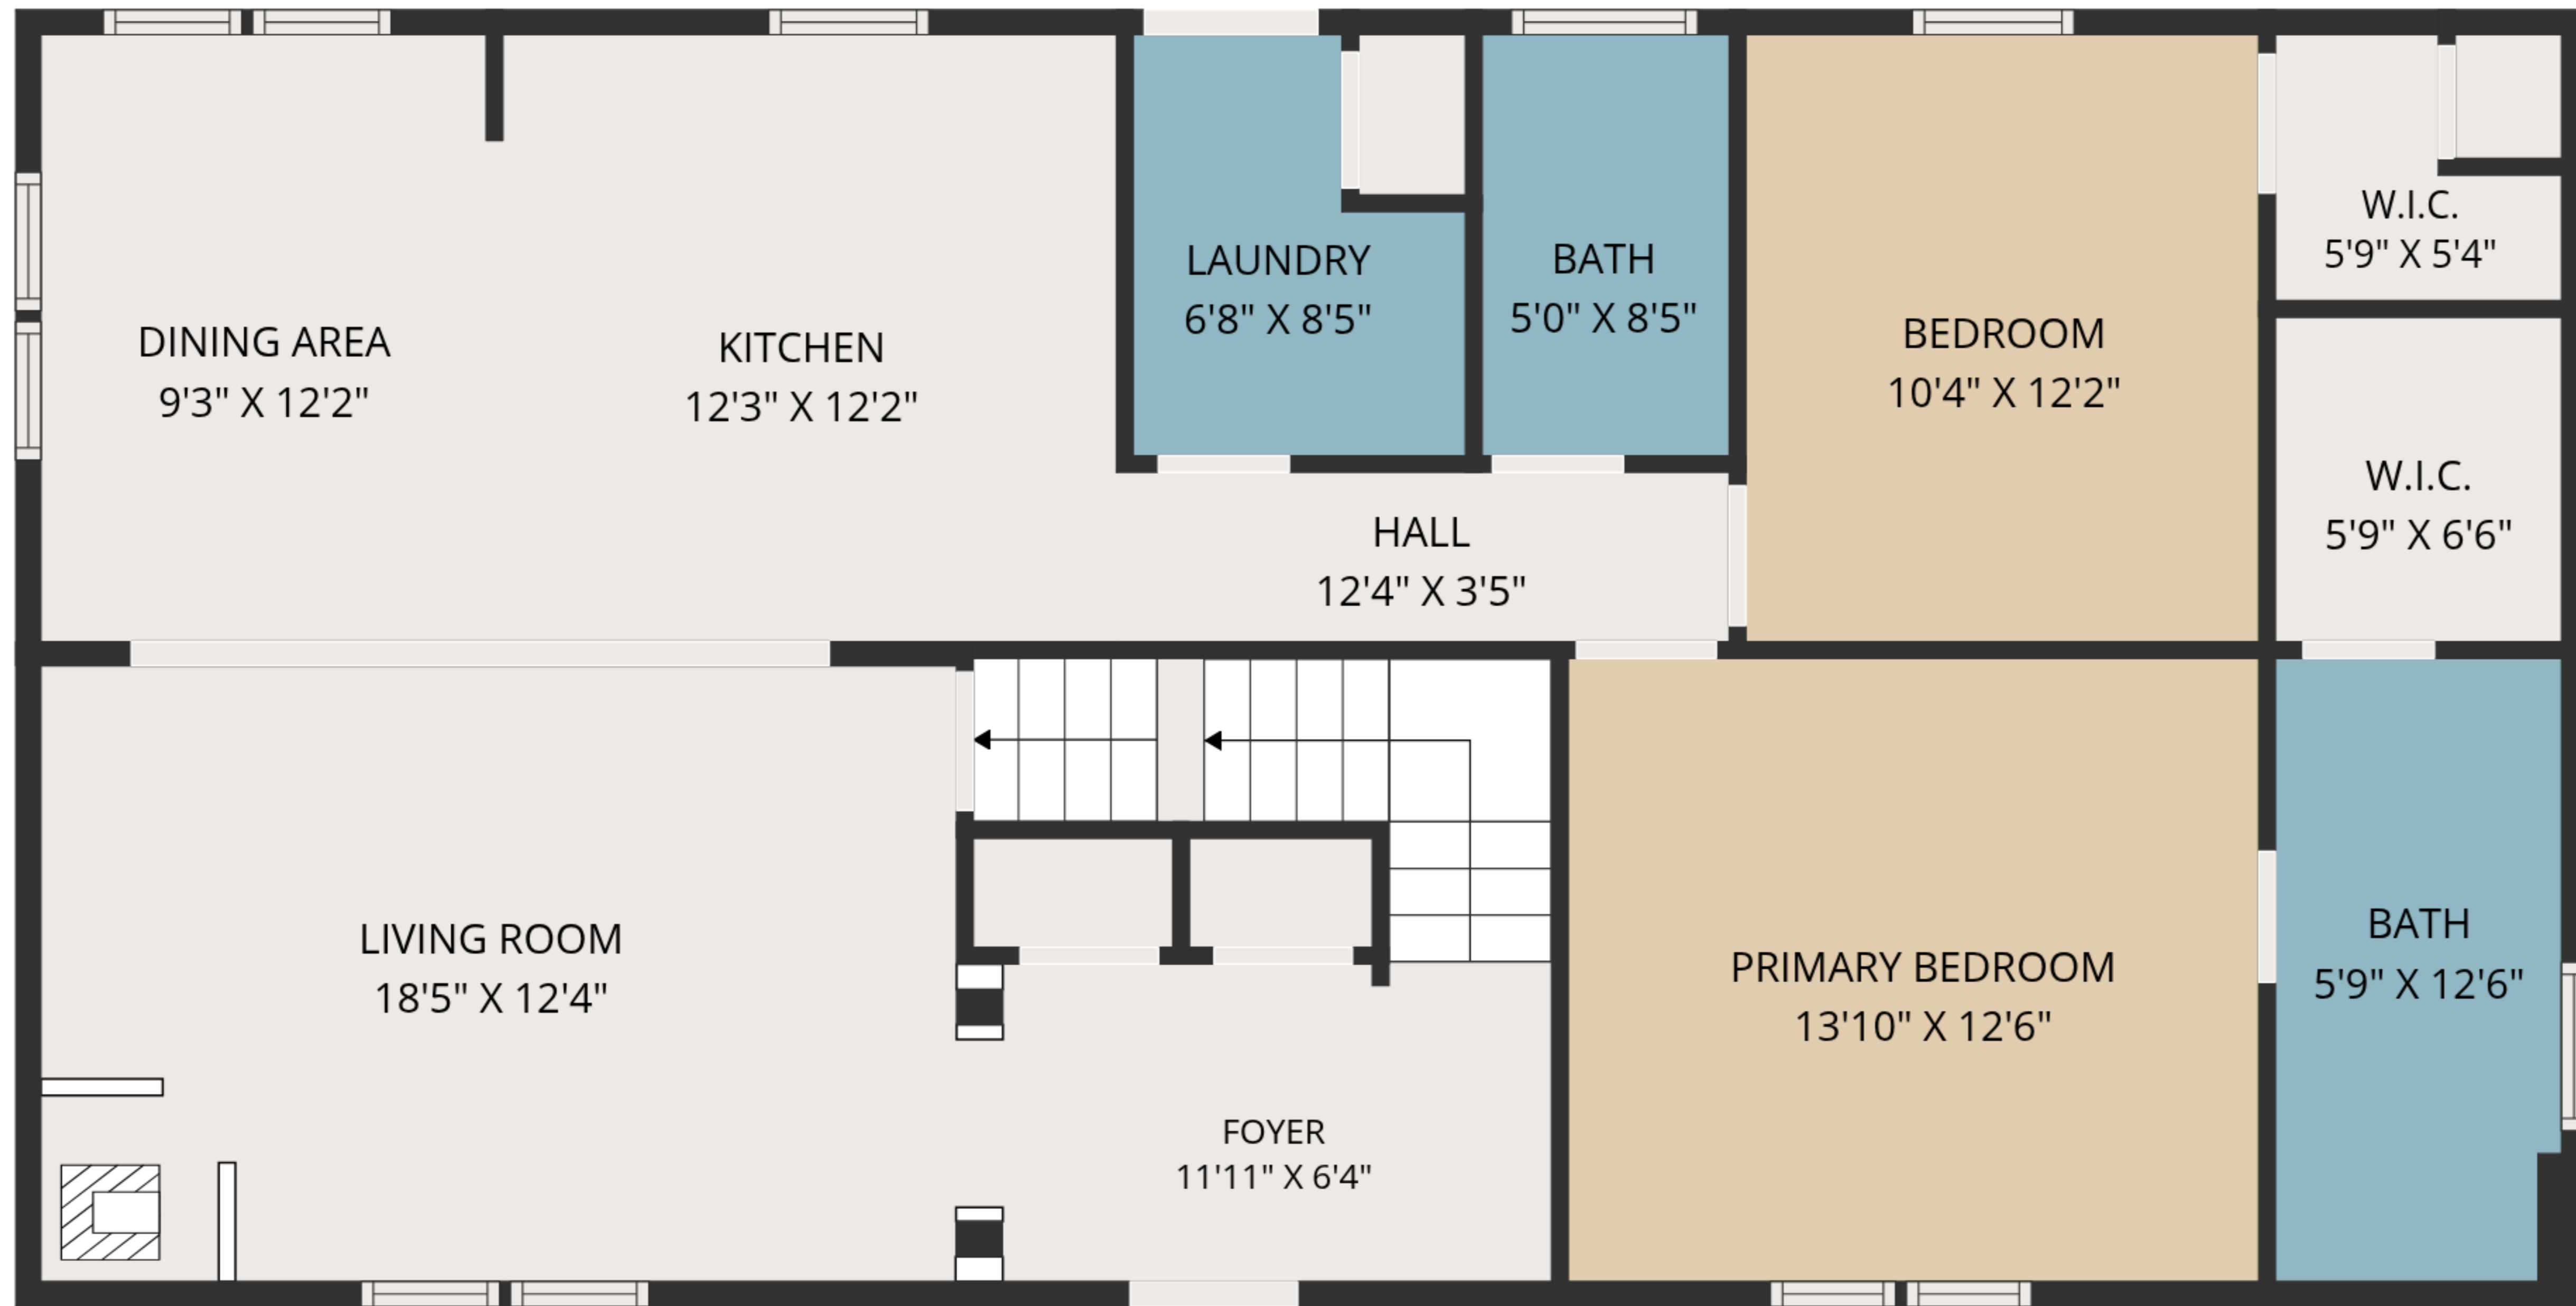 DINING AREA
9'3" X 12'2"
KITCHEN
12'3" X 12'2"
LAUNDRY
6'8" X 8'5"
BATH
5'0" X 8'5"
BEDROOM
10'4" X 12'2"
W.I.C.
5'9" X 5'4"
W.I.C.
5'9" X 6'6"
HALL
12'4" X 3'5"
LIVING ROOM
18'5" X 12'4"
FOYER
11'11" X 6'4"
PRIMARY BEDROOM
13'10" X 12'6"
BATH
5'9" X 12'6"